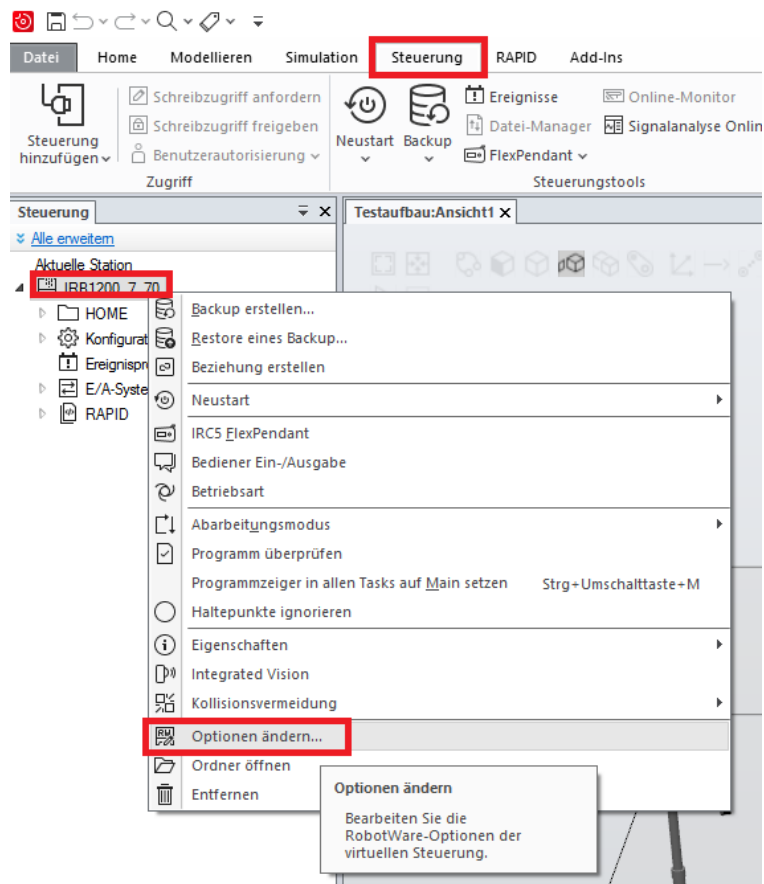 Datei Home Modellieren Simulation Steuerung RAPID Add-Ins
Steuerung
hinzufügen
Schreibzugriff anfordern
Schreibzugriff freigeben
Benutzerautorisierung
Zugriff
Neustart Backup
Ereignisse Online-Monitor
Datei-Manager Signalanalyse Onlin
FlexPendant
Steuerungstools
Steuerung
Testaufbau:Ansicht1
Alle erweitern
Aktuelle Station
IRB1200_7_70
HOME
Konfigurat
Ereignispr
E/A-Syste
RAPID
Backup erstellen...
Restore eines Backup...
Beziehung erstellen
Neustart
IRC5 FlexPendant
Bediener Ein-/Ausgabe
Betriebsart
Abarbeitungsmodus
Programm überprüfen
Programmzeiger in allen Tasks auf Main setzen Strg+Umschalttaste+M
Haltepunkte ignorieren
Eigenschaften
Integrated Vision
Kollisionsvermeidung
Optionen ändern...
Ordner öffnen
Entfernen
Optionen ändern
Bearbeiten Sie die
RobotWare-Optionen der
virtuellen Steuerung.